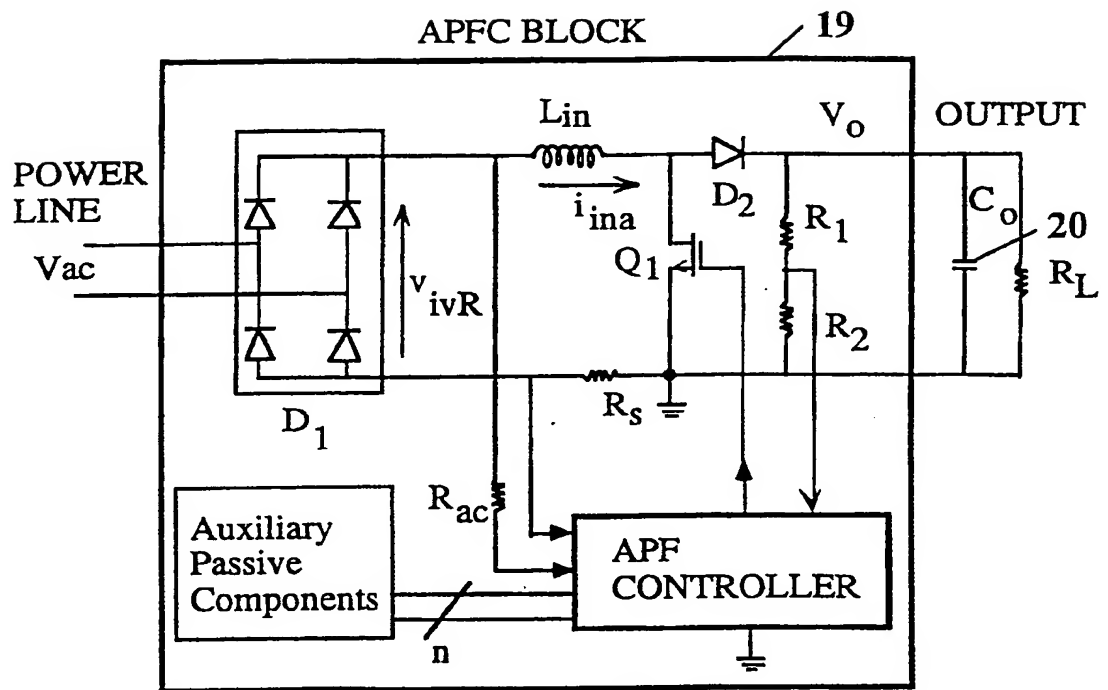 APFC BLOCK
19
POWER
LINE
Vac
D1
vivR
Lin
iina
D2
Q1
Vo
OUTPUT
R1
R2
Co
20
RL
Rs
Rac
Auxiliary
Passive
Components
n
APF
CONTROLLER